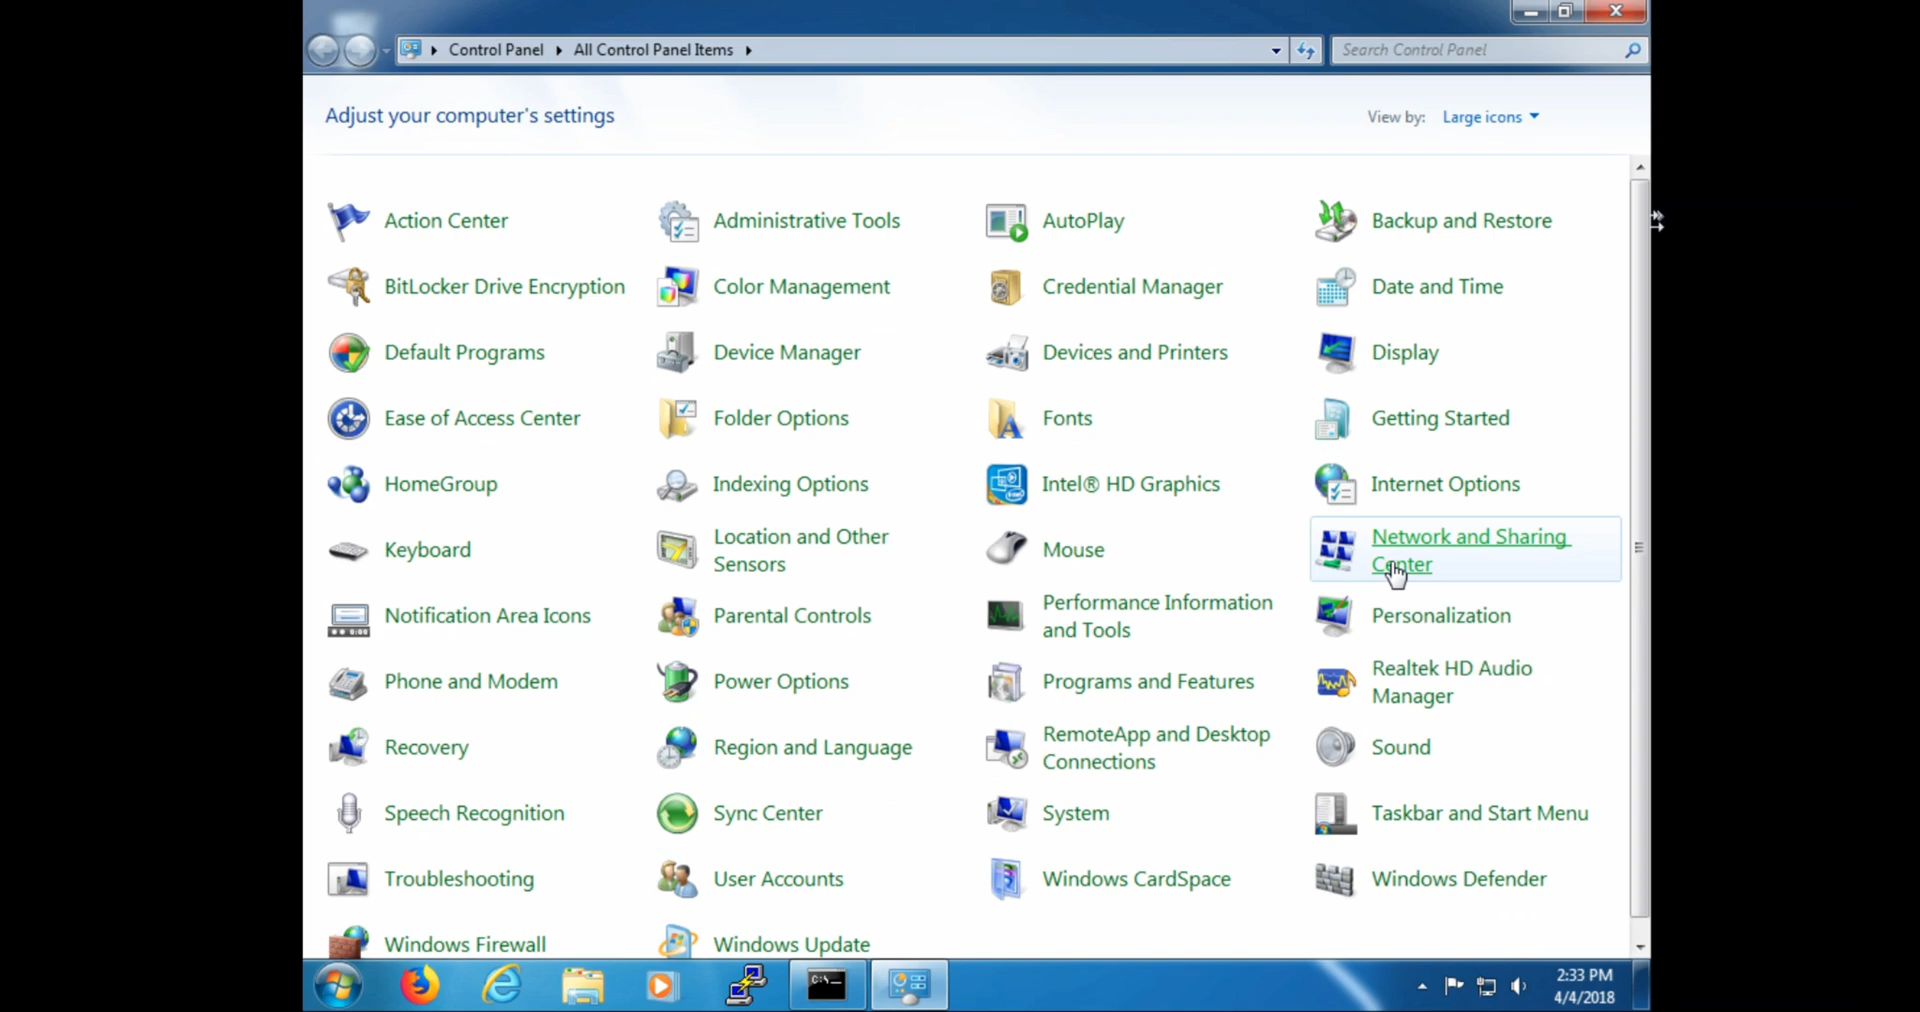 Control Panel
All Control Panel Items
Search Control Panel
Adjust your computer's settings
View by: Large icons
Action Center
Administrative Tools
AutoPlay
Backup and Restore
BitLocker Drive Encryption
Color Management
Credential Manager
Date and Time
Default Programs
Device Manager
Devices and Printers
Display
Ease of Access Center
Folder Options
Fonts
Getting Started
HomeGroup
Indexing Options
Intel® HD Graphics
Internet Options
Keyboard
Location and Other
Sensors
Mouse
Network and Sharing
Center
Notification Area Icons
Parental Controls
Performance Information
and Tools
Personalization
Phone and Modem
Power Options
Programs and Features
Realtek HD Audio
Manager
Recovery
Region and Language
RemoteApp and Desktop
Connections
Sound
Speech Recognition
Sync Center
System
Taskbar and Start Menu
Troubleshooting
User Accounts
Windows CardSpace
Windows Defender
Windows Firewall
Windows Update
C:\
2:33 PM
4/4/2018